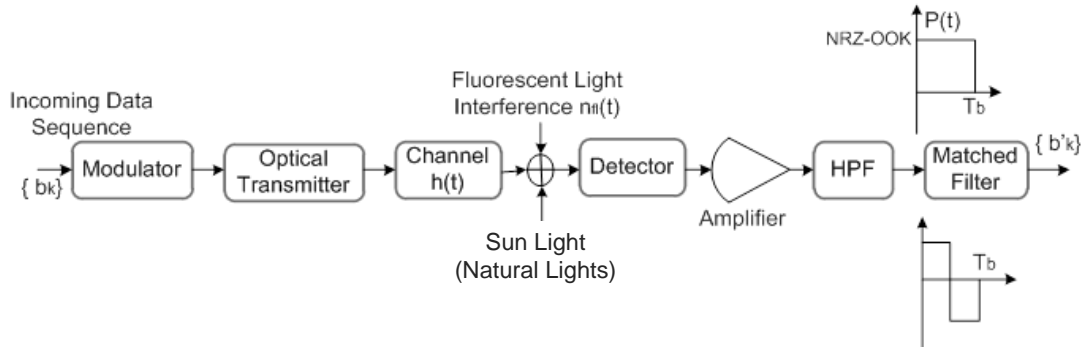 P(t)
NRZ-OOK
Tb
Fluorescent Light
Interference nfl(t)
Incoming Data
Sequence
{ bk}
Modulator
Optical
Transmitter
Channel
h(t)
Detector
Amplifier
HPF
Matched
Filter
{ b'k}
Sun Light
(Natural Lights)
Tb